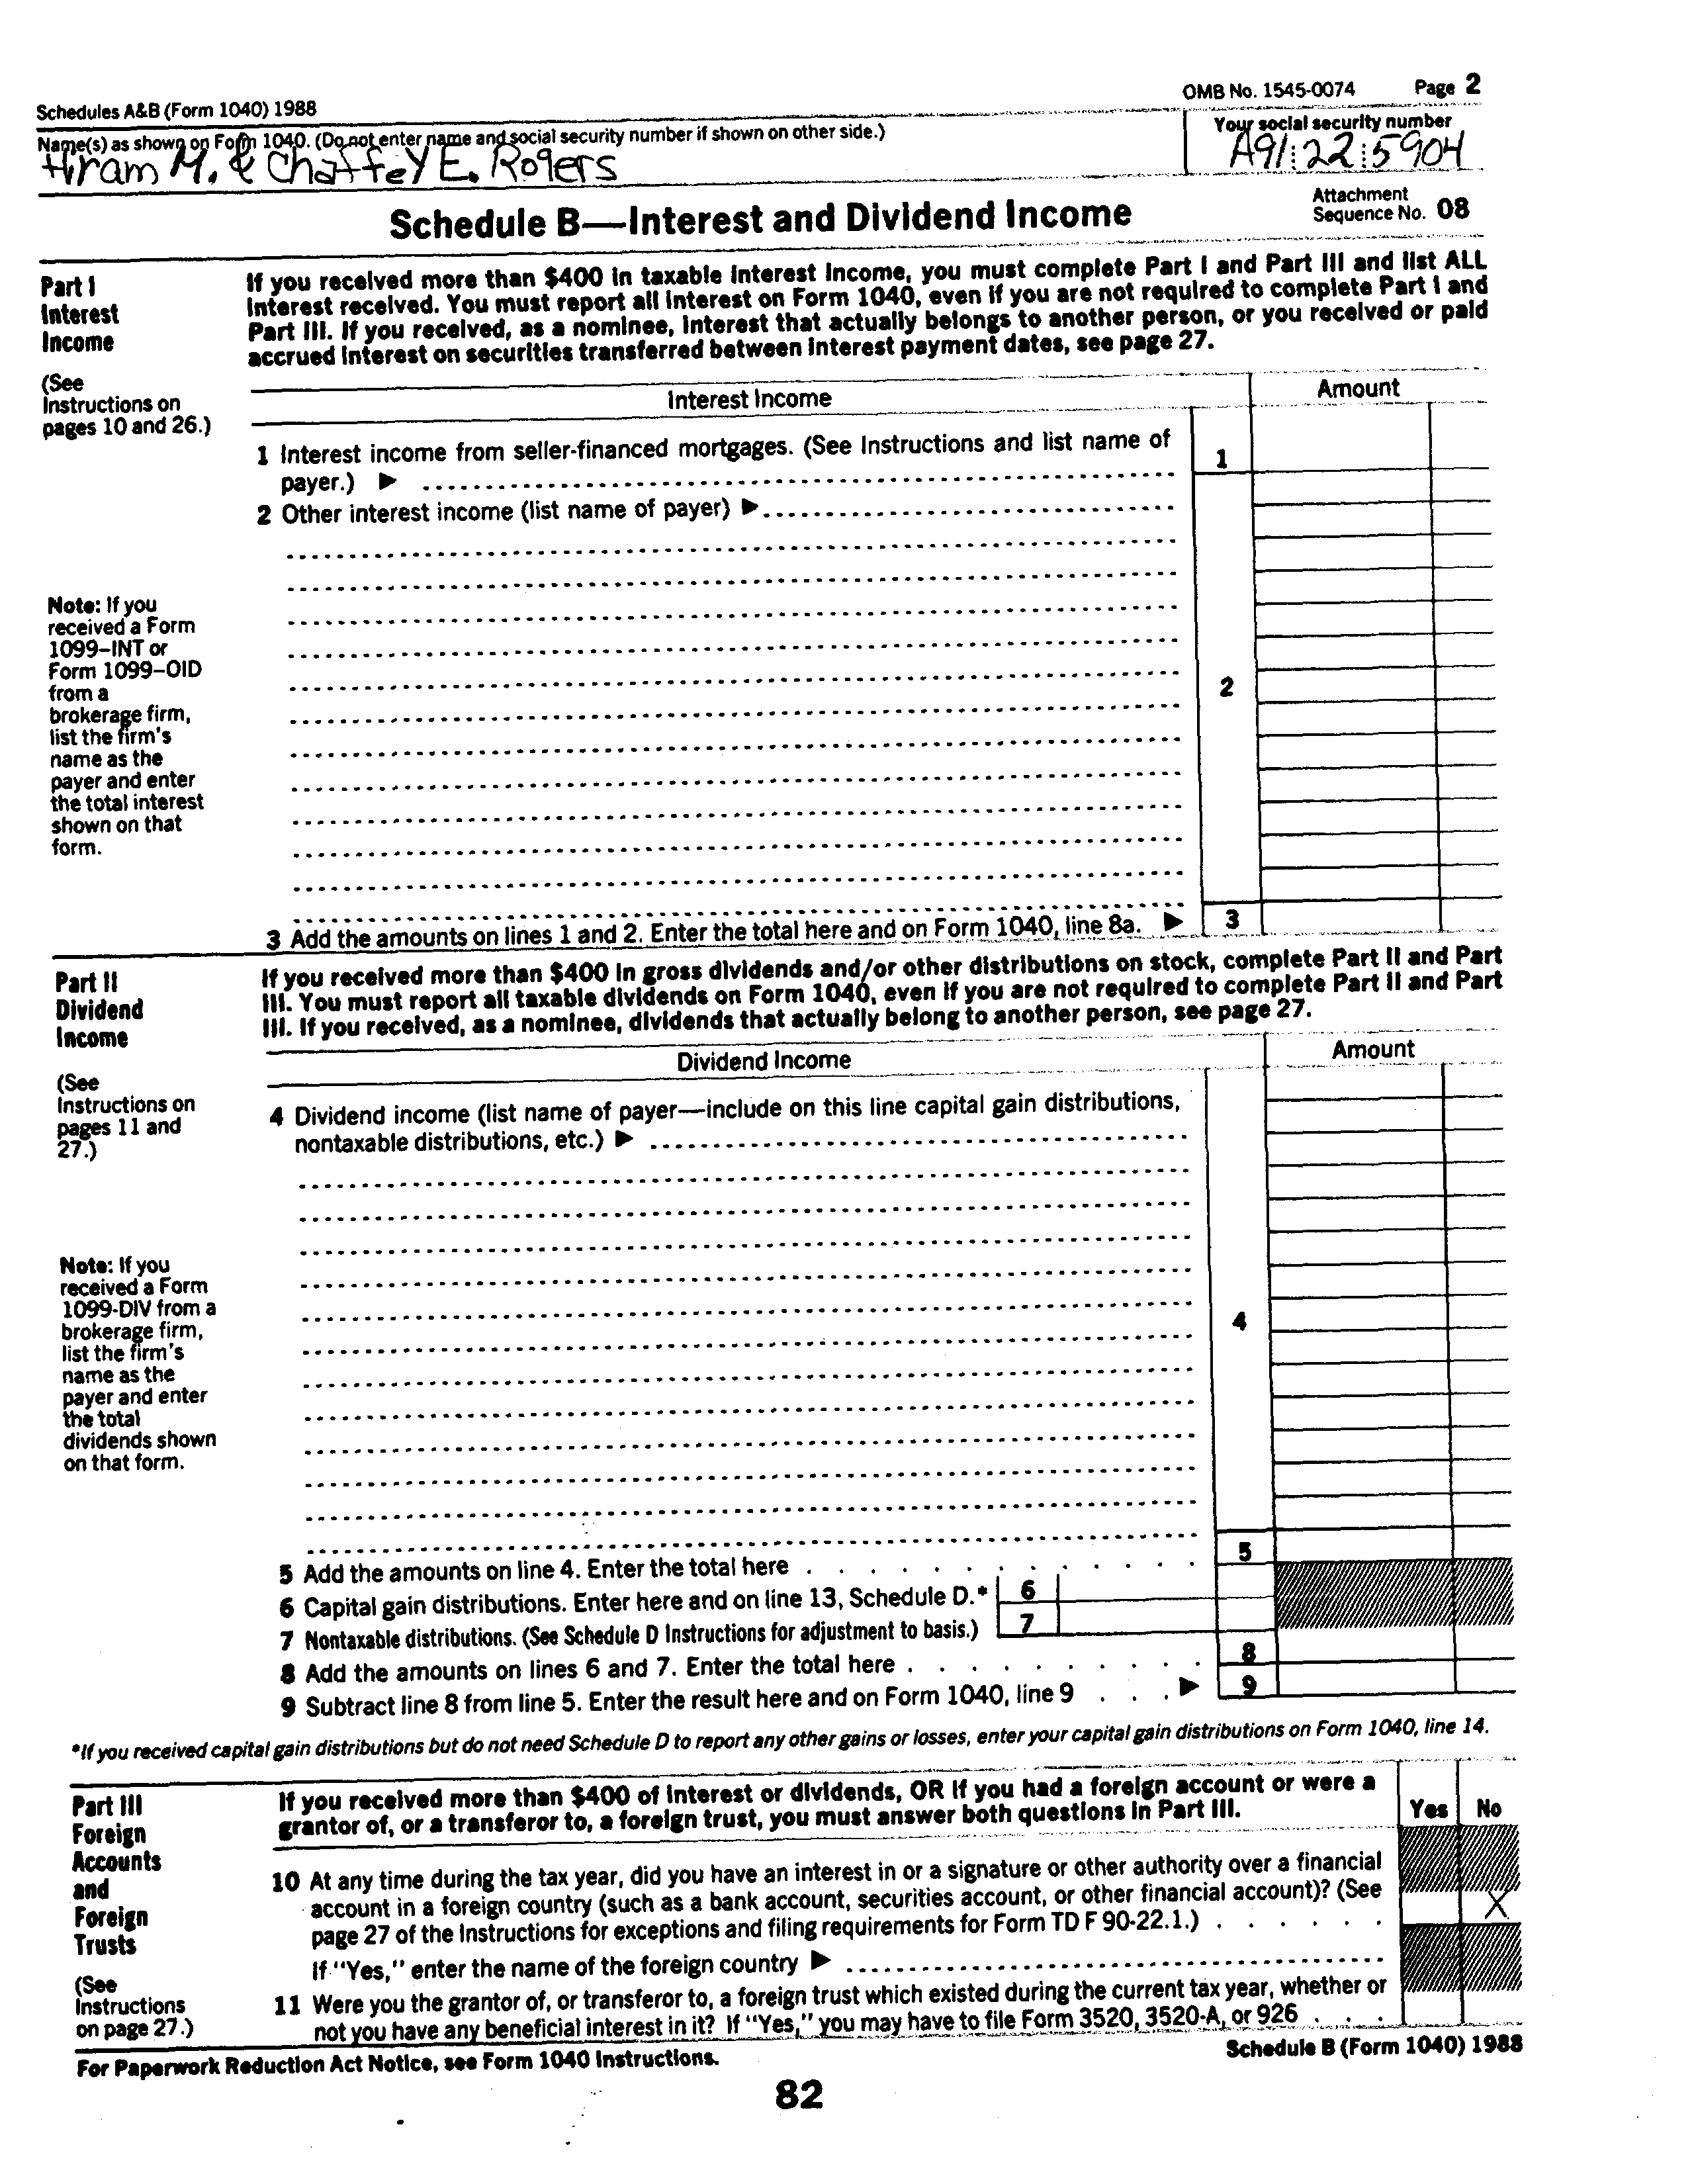 Schedules A&B (Form 1040) 1988
OMB No. 1545-0074 Page 2
Name(s) as shown on Form 1040. (Do not enter name and social security number if shown on other side.)
Your social security number
Hiram M. & Chaffey E. Rogers
A91:22:5904
Schedule B—Interest and Dividend Income
Attachment
Sequence No. 08
Part I
Interest
Income
(See
Instructions on
pages 10 and 26.)
If you received more than $400 in taxable interest income, you must complete Part I and Part III and list ALL
interest received. You must report all interest on Form 1040, even if you are not required to complete Part I and
Part III. If you received, as a nominee, interest that actually belongs to another person, or you received or paid
accrued interest on securities transferred between interest payment dates, see page 27.
Interest Income
Amount
1 Interest income from seller-financed mortgages. (See Instructions and list name of
payer.) ▶
1
2 Other interest income (list name of payer) ▶
Note: If you
received a Form
1099–INT or
Form 1099–OID
from a
brokerage firm,
list the firm's
name as the
payer and enter
the total interest
shown on that
form.
2
3 Add the amounts on lines 1 and 2. Enter the total here and on Form 1040, line 8a. ▶
3
Part II
Dividend
Income
(See
Instructions on
pages 11 and
27.)
If you received more than $400 in gross dividends and/or other distributions on stock, complete Part II and Part
III. You must report all taxable dividends on Form 1040, even if you are not required to complete Part II and Part
III. If you received, as a nominee, dividends that actually belong to another person, see page 27.
Dividend Income
Amount
4 Dividend income (list name of payer—include on this line capital gain distributions,
nontaxable distributions, etc.) ▶
Note: If you
received a Form
1099-DIV from a
brokerage firm,
list the firm's
name as the
payer and enter
the total
dividends shown
on that form.
4
5 Add the amounts on line 4. Enter the total here
5
6 Capital gain distributions. Enter here and on line 13, Schedule D.*
6
7 Nontaxable distributions. (See Schedule D Instructions for adjustment to basis.)
7
8 Add the amounts on lines 6 and 7. Enter the total here
8
9 Subtract line 8 from line 5. Enter the result here and on Form 1040, line 9 ▶
9
*If you received capital gain distributions but do not need Schedule D to report any other gains or losses, enter your capital gain distributions on Form 1040, line 14.
Part III
Foreign
Accounts
and
Foreign
Trusts
(See
Instructions
on page 27.)
If you received more than $400 of interest or dividends, OR if you had a foreign account or were a
grantor of, or a transferor to, a foreign trust, you must answer both questions in Part III.
Yes No
10 At any time during the tax year, did you have an interest in or a signature or other authority over a financial
account in a foreign country (such as a bank account, securities account, or other financial account)? (See
page 27 of the Instructions for exceptions and filing requirements for Form TD F 90-22.1.)
X
If "Yes," enter the name of the foreign country ▶
11 Were you the grantor of, or transferor to, a foreign trust which existed during the current tax year, whether or
not you have any beneficial interest in it? If "Yes," you may have to file Form 3520, 3520-A, or 926
For Paperwork Reduction Act Notice, see Form 1040 Instructions.
Schedule B (Form 1040) 1988
82